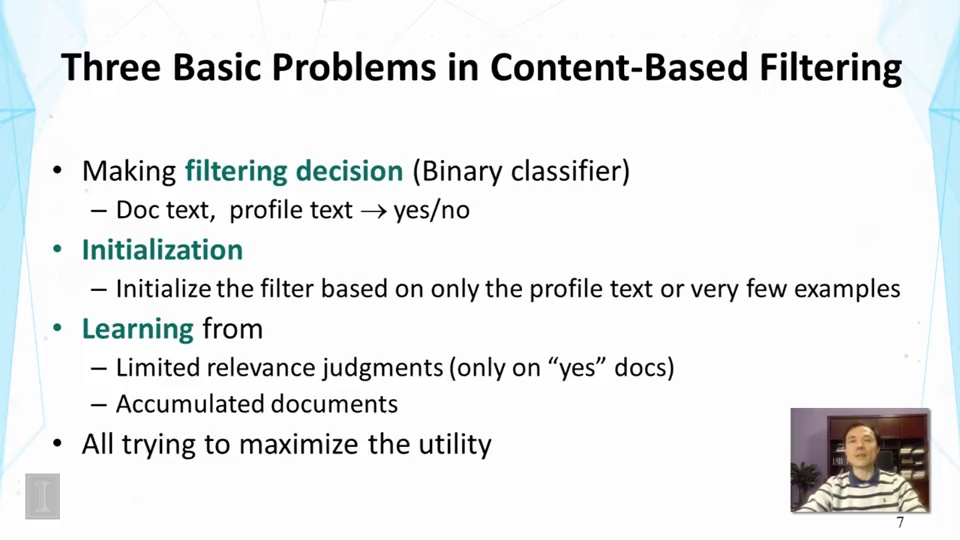 Three Basic Problems in Content-Based Filtering
• Making filtering decision (Binary classifier)
– Doc text, profile text → yes/no
• Initialization
– Initialize the filter based on only the profile text or very few examples
• Learning from
– Limited relevance judgments (only on “yes” docs)
– Accumulated documents
• All trying to maximize the utility
I
7